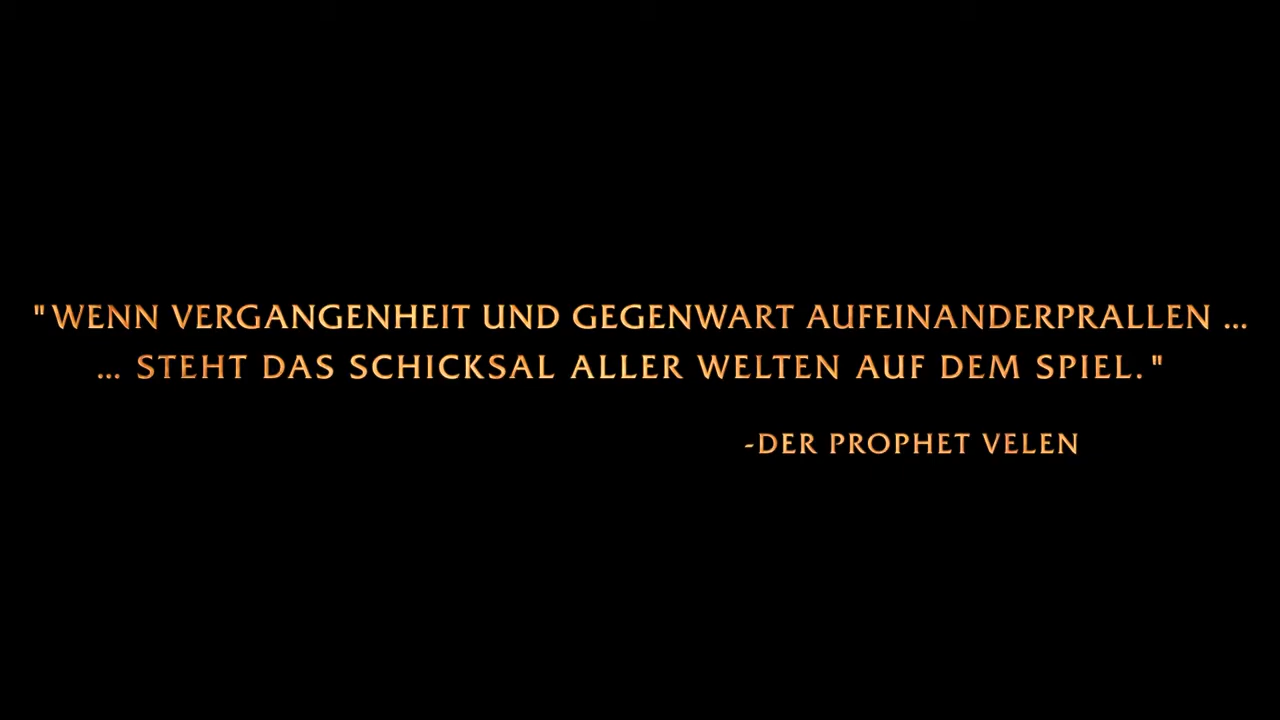 "WENN VERGANGENHEIT UND GEGENWART AUFEINANDERPRALLEN ...
... STEHT DAS SCHICKSAL ALLER WELTEN AUF DEM SPIEL."
-DER PROPHET VELEN